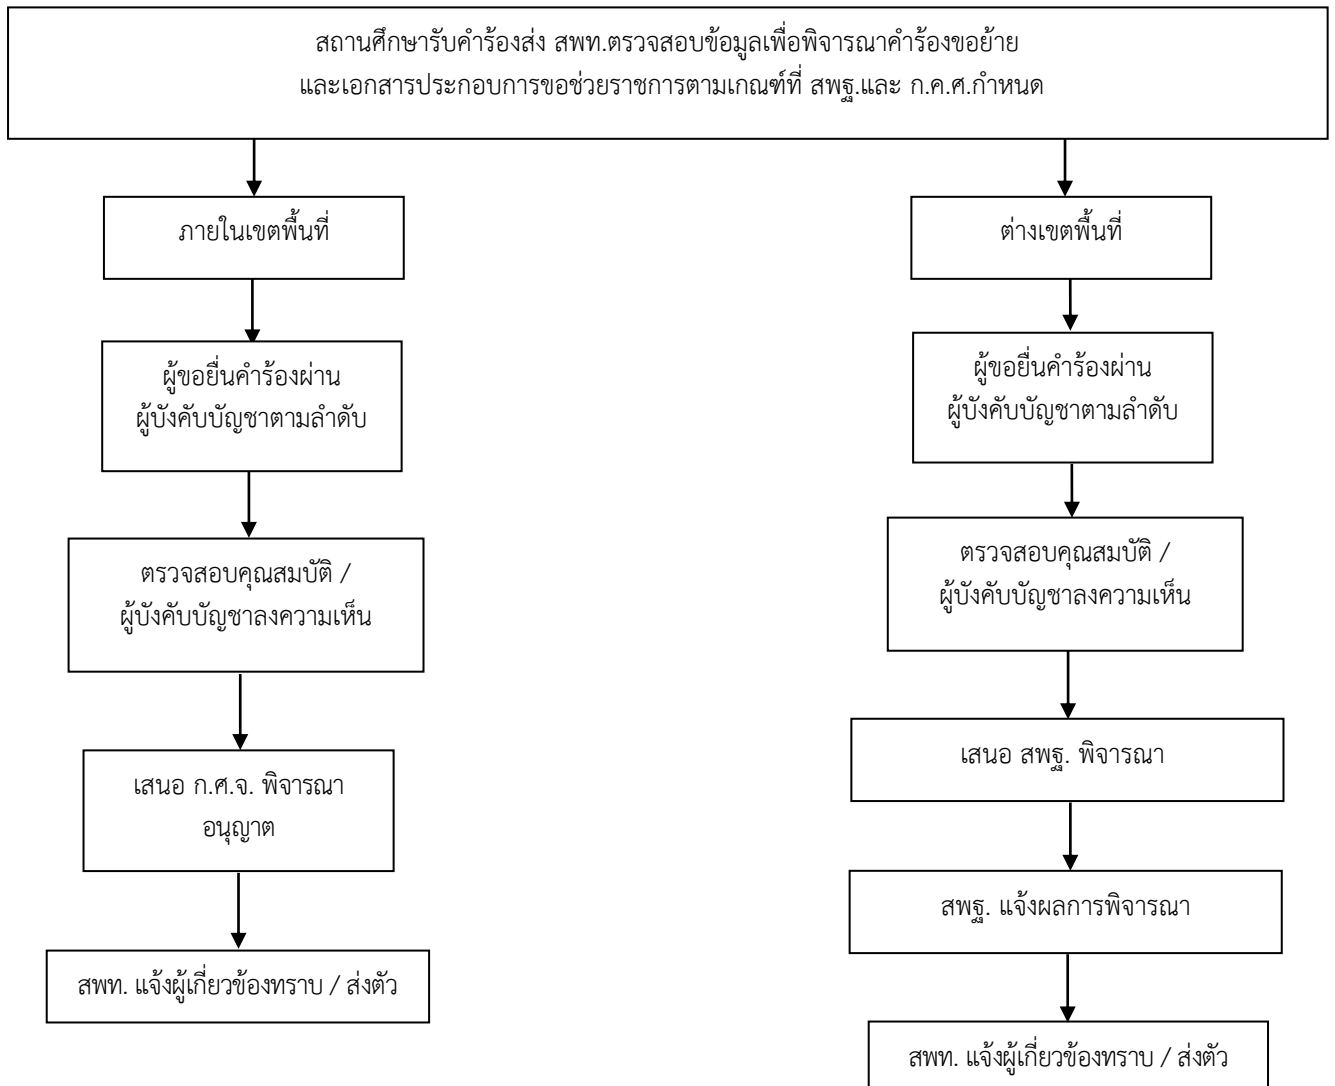 สถานศึกษารับคำร้องส่ง สพท.ตรวจสอบข้อมูลเพื่อพิจารณาคำร้องขอย้าย
และเอกสารประกอบการขอช่วยราชการตามเกณฑ์ที่ สพฐ.และ ก.ค.ศ.กำหนด
ภายในเขตพื้นที่
ผู้ขอยื่นคำร้องผ่าน
ผู้บังคับบัญชาตามลำดับ
ตรวจสอบคุณสมบัติ /
ผู้บังคับบัญชาลงความเห็น
เสนอ ก.ศ.จ. พิจารณา
อนุญาต
สพท. แจ้งผู้เกี่ยวข้องทราบ / ส่งตัว
ต่างเขตพื้นที่
ผู้ขอยื่นคำร้องผ่าน
ผู้บังคับบัญชาตามลำดับ
ตรวจสอบคุณสมบัติ /
ผู้บังคับบัญชาลงความเห็น
เสนอ สพฐ. พิจารณา
สพฐ. แจ้งผลการพิจารณา
สพท. แจ้งผู้เกี่ยวข้องทราบ / ส่งตัว